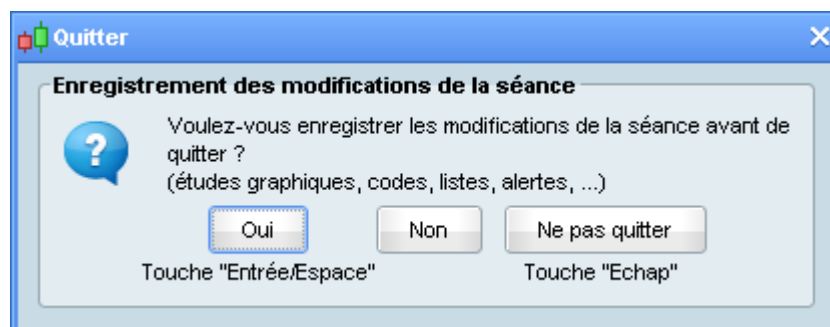 Quitter
Enregistrement des modifications de la séance
Voulez-vous enregistrer les modifications de la séance avant de
quitter ?
(études graphiques, codes, listes, alertes, ...)
Oui Non Ne pas quitter
Touche "Entrée/Espace" Touche "Echap"